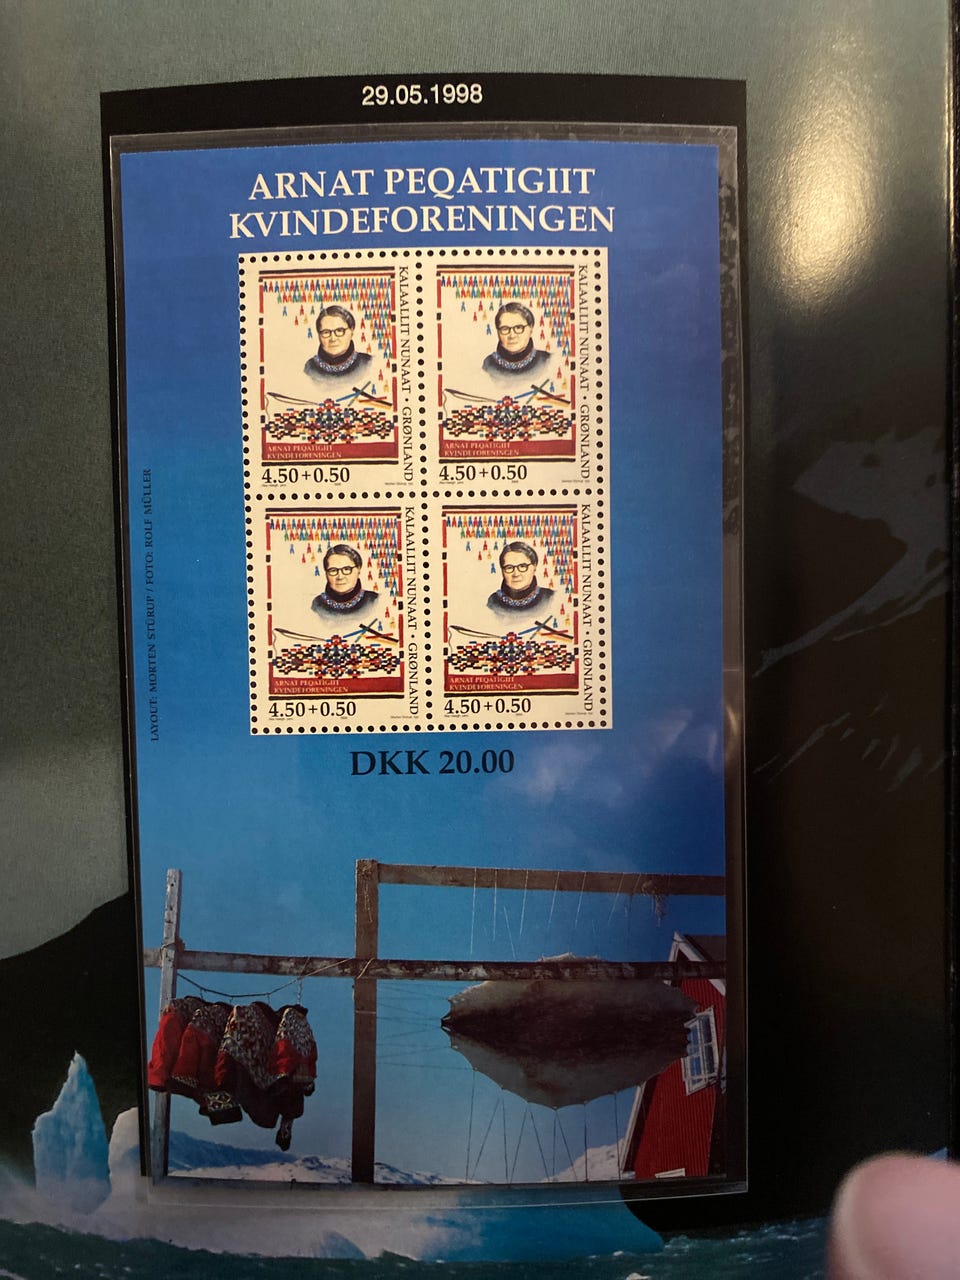 29.05.1998
ARNAT PEQATIGIIT
KVINDEFORENINGEN
KALAALLIT NUNAAT • GRØNLAND
ARNAT PEQATIGIIT
KVINDEFORENINGEN
4.50+0.50
KALAALLIT NUNAAT • GRØNLAND
ARNAT PEQATIGIIT
KVINDEFORENINGEN
4.50+0.50
KALAALLIT NUNAAT • GRØNLAND
ARNAT PEQATIGIIT
KVINDEFORENINGEN
4.50+0.50
KALAALLIT NUNAAT • GRØNLAND
ARNAT PEQATIGIIT
KVINDEFORENINGEN
4.50+0.50
LAYOUT: MORTEN STÜRUP / FOTO: ROLF MÜLLER
DKK 20.00